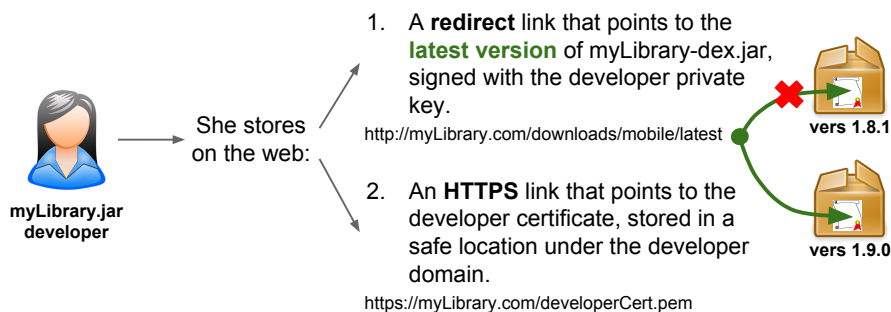 myLibrary.jar
developer
She stores
on the web:
1. A redirect link that points to the
latest version of myLibrary-dex.jar,
signed with the developer private
key.
http://myLibrary.com/downloads/mobile/latest
2. An HTTPS link that points to the
developer certificate, stored in a
safe location under the developer
domain.
https://myLibrary.com/developerCert.pem
vers 1.8.1
vers 1.9.0